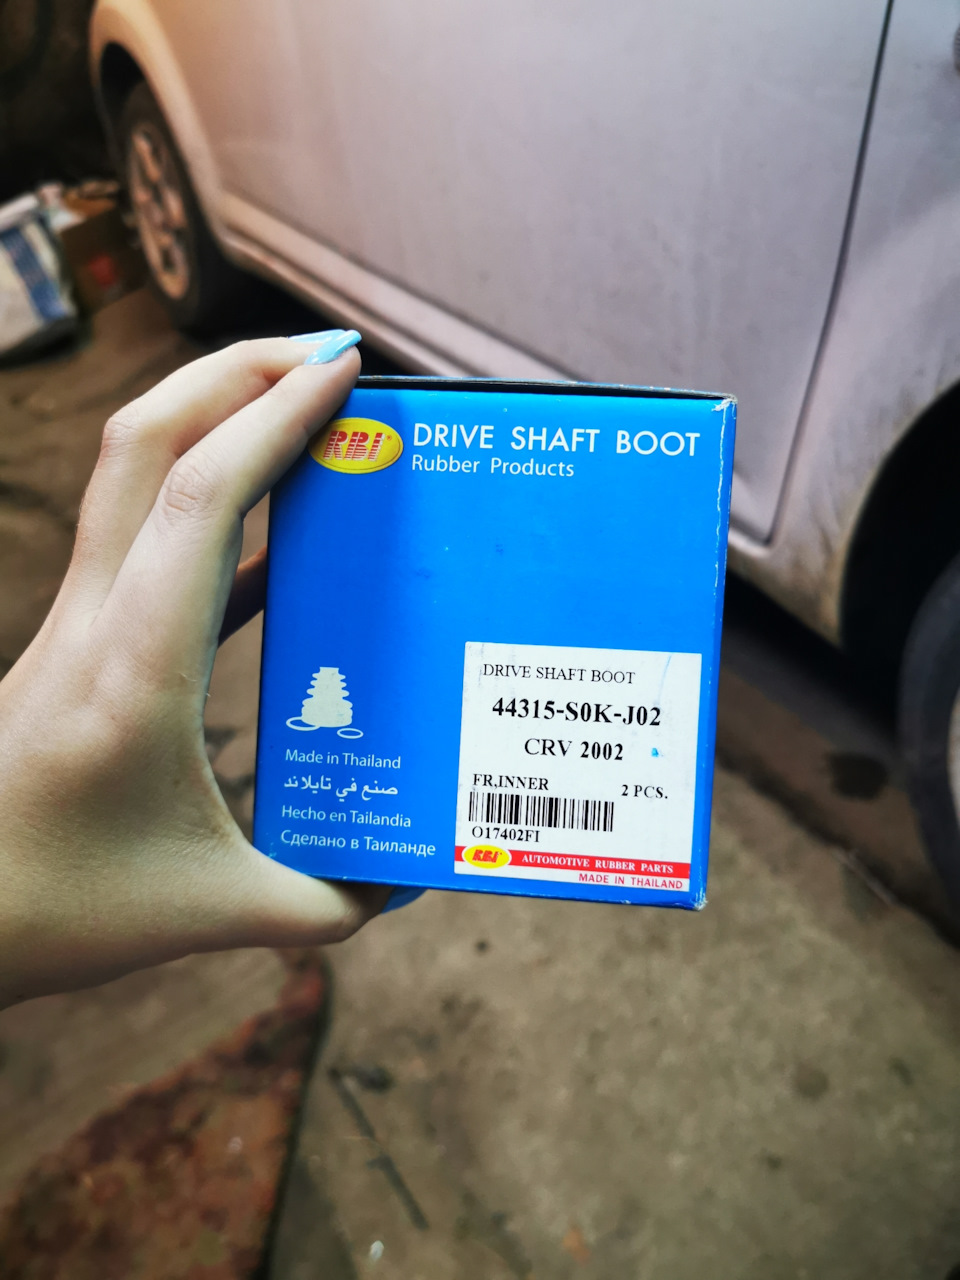 RBI
DRIVE SHAFT BOOT
Rubber Products
DRIVE SHAFT BOOT
44315-S0K-J02
CRV 2002
FR,INNER 2 PCS.
O17402FI
RBI AUTOMOTIVE RUBBER PARTS
MADE IN THAILAND
Made in Thailand
صنع في تايلاند
Hecho en Tailandia
Сделано в Таиланде